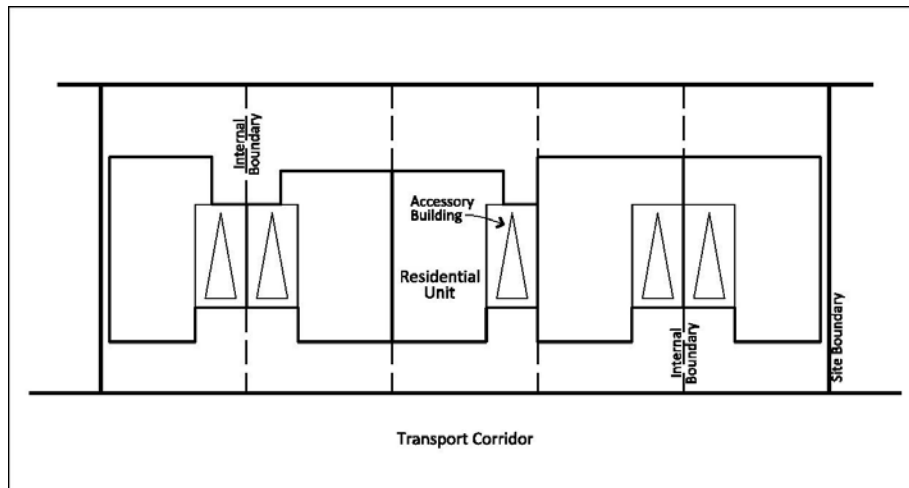 Internal
Boundary
Accessory
Building
Residential
Unit
Internal
Boundary
Site Boundary
Transport Corridor